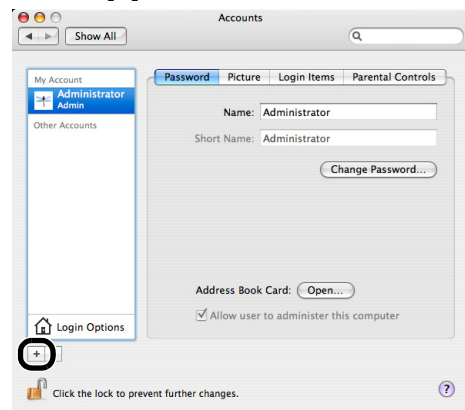 Accounts
Show All
My Account
Administrator
Admin
Other Accounts
Login Options
+
Password Picture Login Items Parental Controls
Name: Administrator
Short Name: Administrator
Change Password...
Address Book Card: Open...
Allow user to administer this computer
Click the lock to prevent further changes.
?